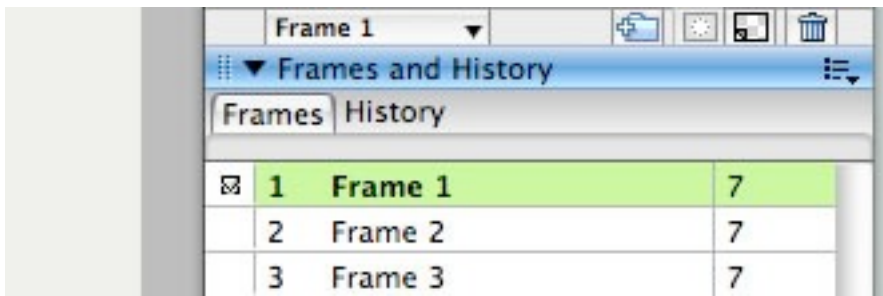 Frame 1
Frames and History
Frames History
1 Frame 1 7
2 Frame 2 7
3 Frame 3 7